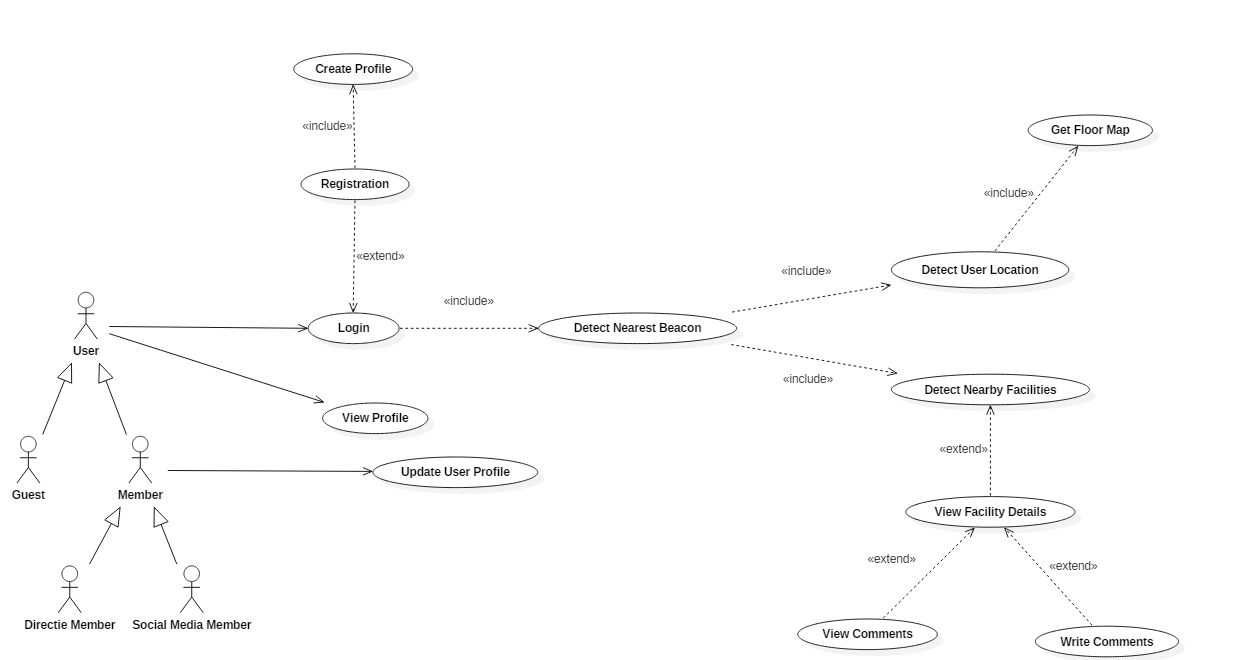 Create Profile
«include»
Get Floor Map
Registration
«include»
«extend»
«include»
Detect User Location
«include»
User
Login
Detect Nearest Beacon
«include»
Detect Nearby Facilities
View Profile
«extend»
Update User Profile
Guest
Member
View Facility Details
«extend»
«extend»
Directie Member
Social Media Member
View Comments
Write Comments